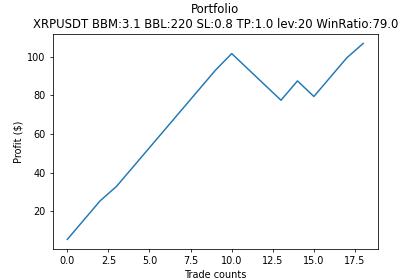 Portfolio
XRPUSDT BBM:3.1 BBL:220 SL:0.8 TP:1.0 lev:20 WinRatio:79.0
100
80
60
40
20
Profit ($)
0.0 2.5 5.0 7.5 10.0 12.5 15.0 17.5
Trade counts